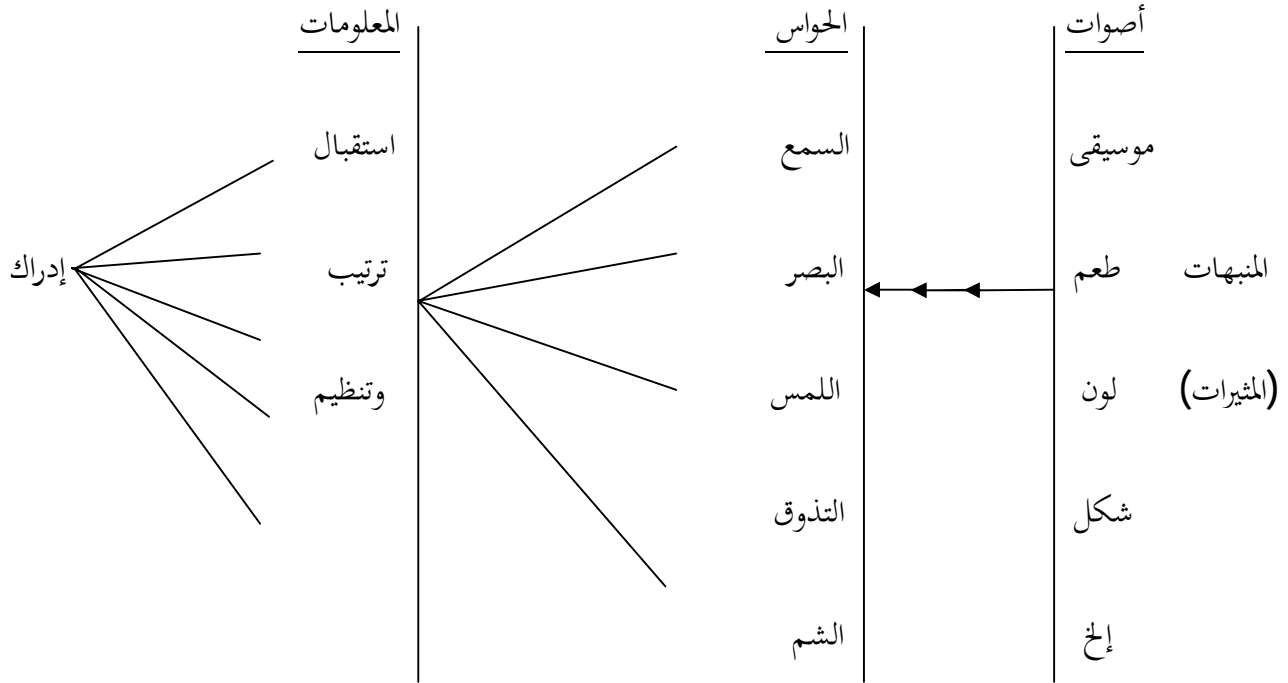 أصوات
الحواس
المعلومات
موسيقى
السمع
استقبال
المنبهات
طعم
البصر
ترتيب
إدراك
(المثيرات)
لون
اللمس
وتنظيم
شكل
التذوق
إلخ
الشم